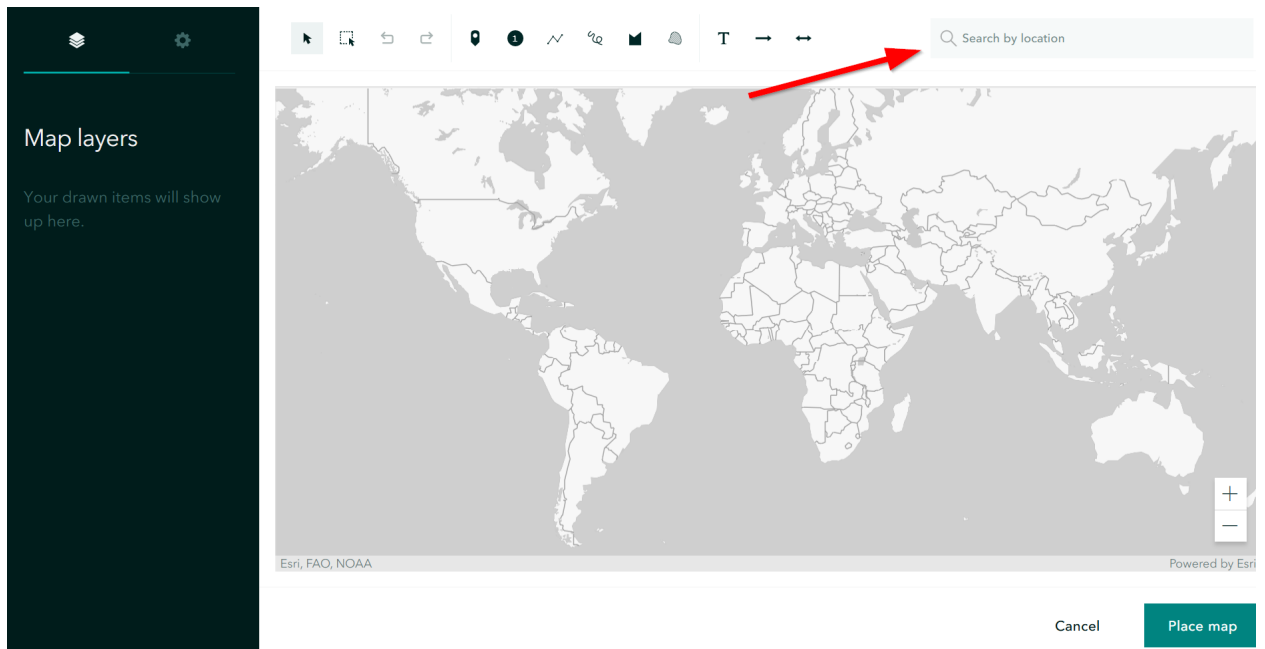 1
T
Search by location
Map layers
Your drawn items will show
up here.
Esri, FAO, NOAA
Powered by Esri
Cancel
Place map